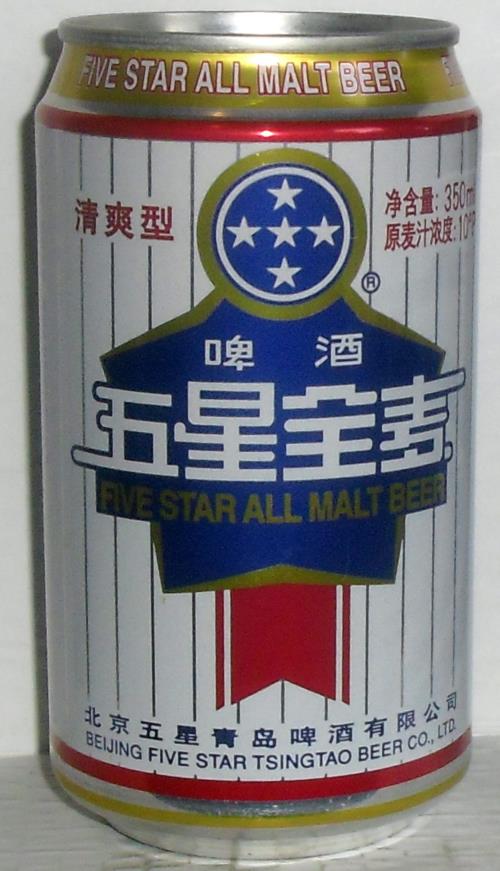 FIVE STAR ALL MALT BEER
清爽型
净含量: 350m
原麦汁浓度: 10°P
®
啤酒
五星全麦
FIVE STAR ALL MALT BEER
北京五星青岛啤酒有限公司
BEIJING FIVE STAR TSINGTAO BEER CO., LTD.